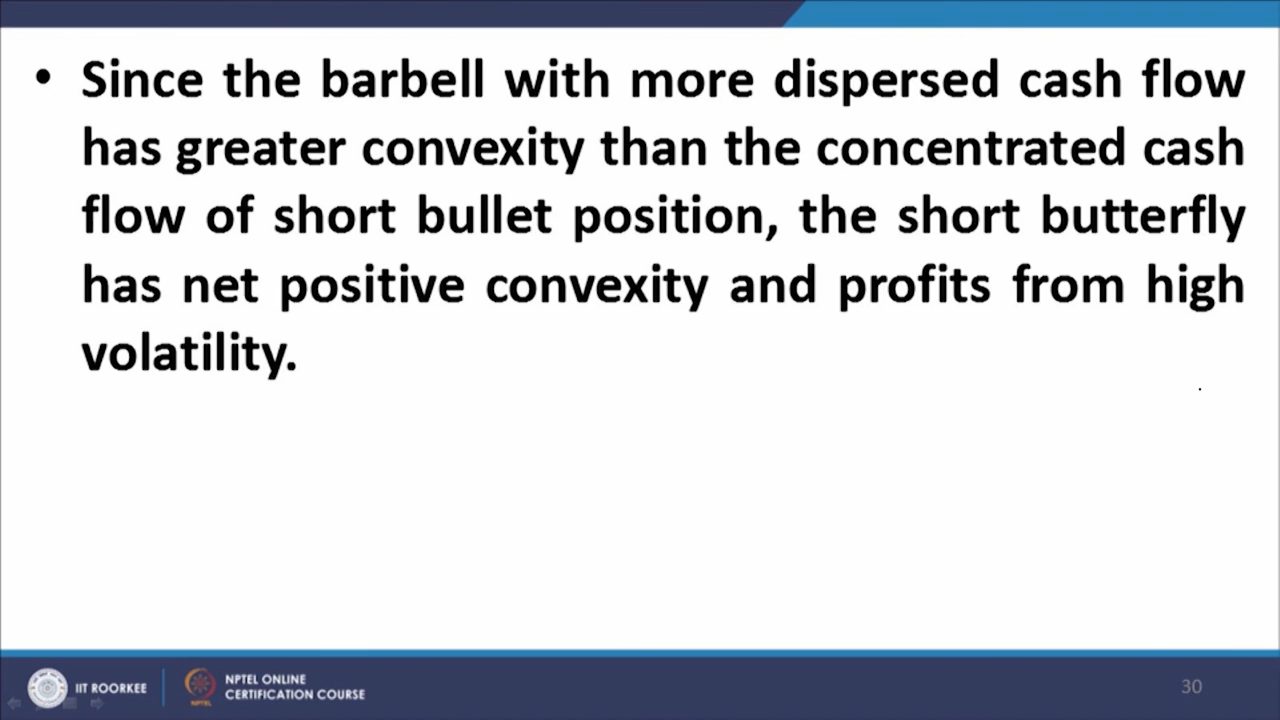 • Since the barbell with more dispersed cash flow
has greater convexity than the concentrated cash
flow of short bullet position, the short butterfly
has net positive convexity and profits from high
volatility.
IIT ROORKEE
NPTEL
NPTEL ONLINE
CERTIFICATION COURSE
30